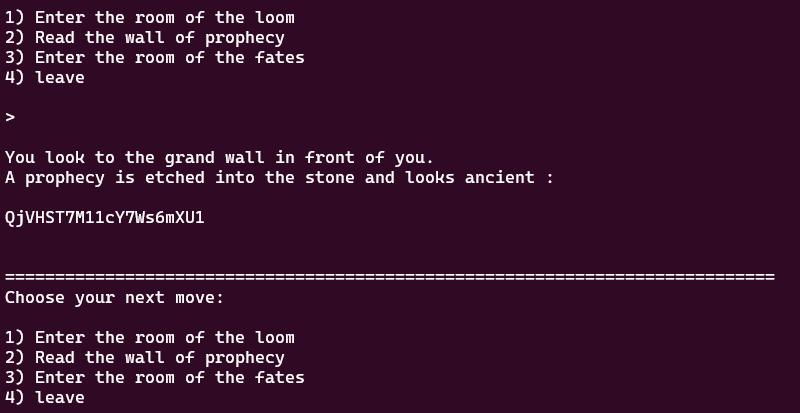 1) Enter the room of the loom
2) Read the wall of prophecy
3) Enter the room of the fates
4) leave
>
You look to the grand wall in front of you.
A prophecy is etched into the stone and looks ancient :
QjVHST7M11cY7Ws6mXU1
=============================================================================
Choose your next move:
1) Enter the room of the loom
2) Read the wall of prophecy
3) Enter the room of the fates
4) leave